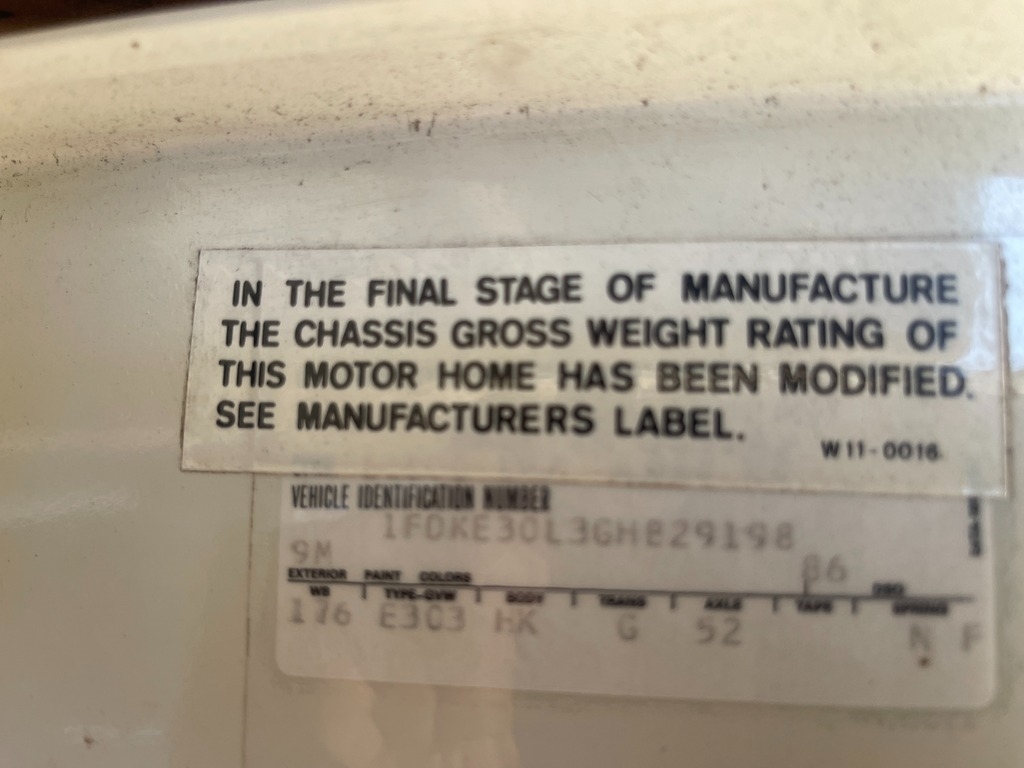 IN THE FINAL STAGE OF MANUFACTURE
THE CHASSIS GROSS WEIGHT RATING OF
THIS MOTOR HOME HAS BEEN MODIFIED.
SEE MANUFACTURERS LABEL.
W11-0016
VEHICLE IDENTIFICATION NUMBER
1FDKE30L3GHB29198
9M
86
EXTERIOR PAINT COLORS DSO
WB TYPE-GVW BODY TRANS AXLE TAPE SPRING
176 E303 HK G 52 N F